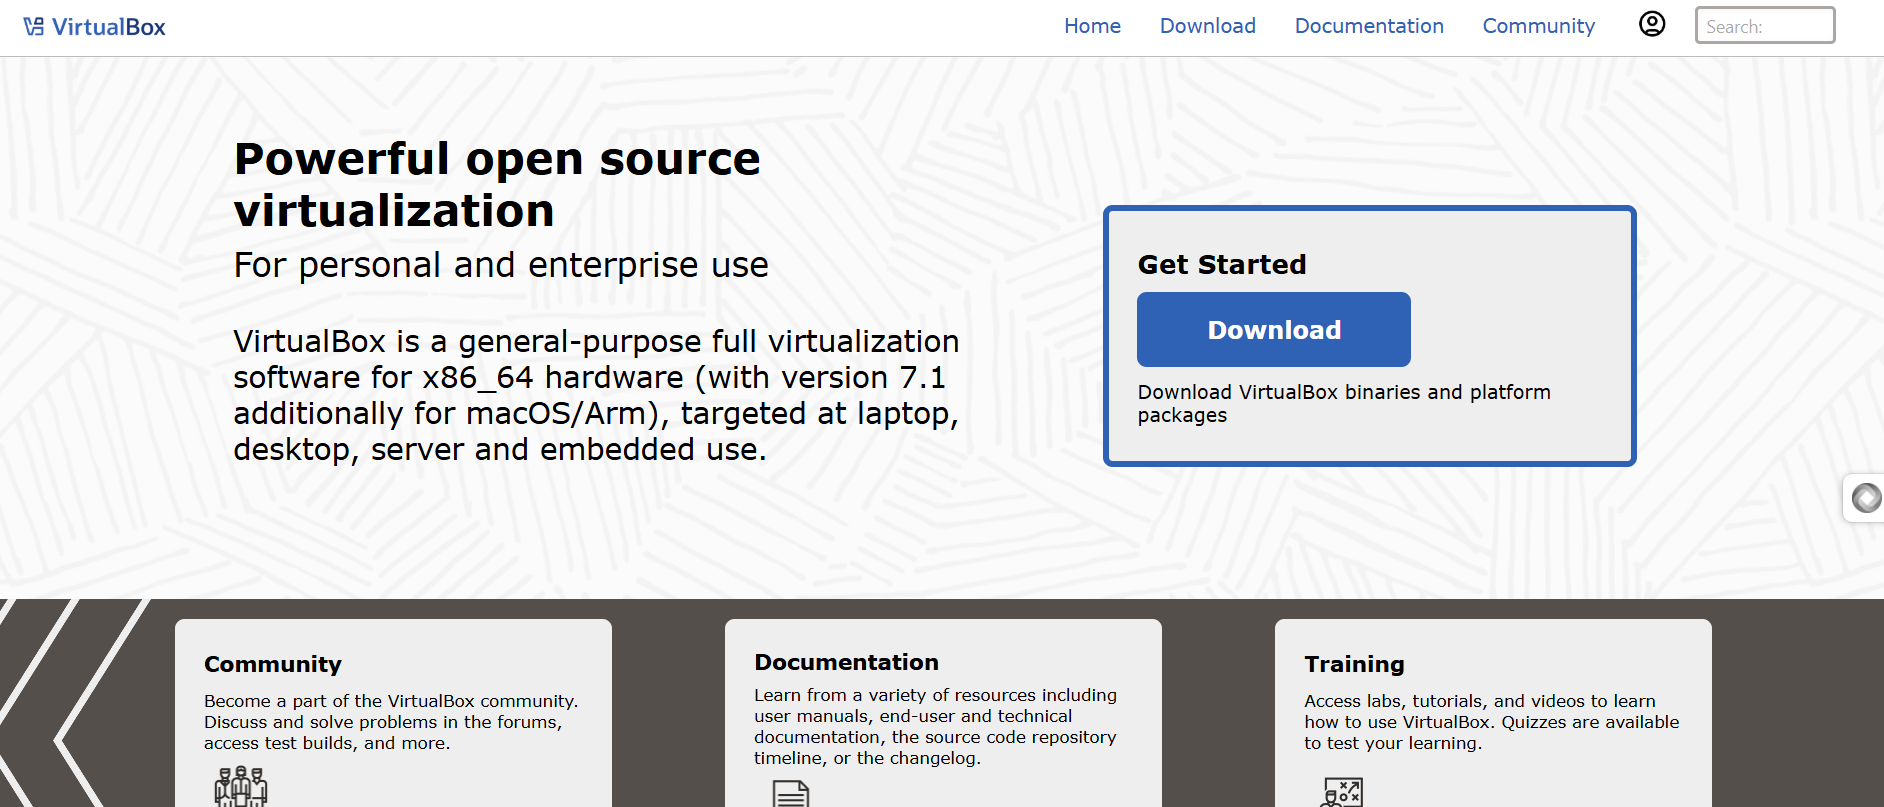 VirtualBox
Home
Download
Documentation
Community
Search:
Powerful open source
virtualization
For personal and enterprise use
VirtualBox is a general-purpose full virtualization
software for x86_64 hardware (with version 7.1
additionally for macOS/Arm), targeted at laptop,
desktop, server and embedded use.
Get Started
Download
Download VirtualBox binaries and platform
packages
Community
Become a part of the VirtualBox community.
Discuss and solve problems in the forums,
access test builds, and more.
Documentation
Learn from a variety of resources including
user manuals, end-user and technical
documentation, the source code repository
timeline, or the changelog.
Training
Access labs, tutorials, and videos to learn
how to use VirtualBox. Quizzes are available
to test your learning.